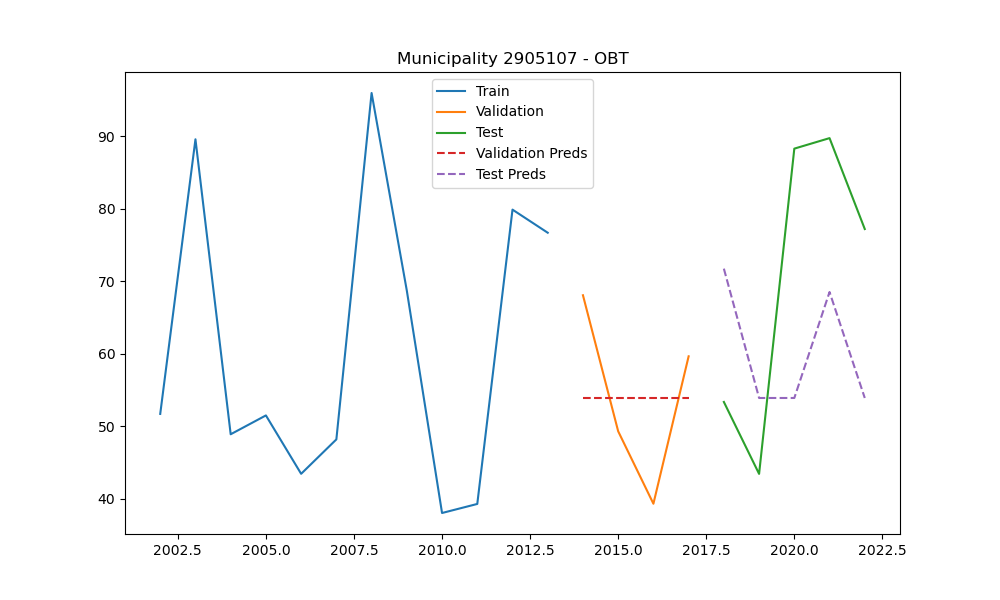 Municipality 2905107 - OBT
Train
Validation
Test
Validation Preds
Test Preds
90
80
70
60
50
40
2002.5 2005.0 2007.5 2010.0 2012.5 2015.0 2017.5 2020.0 2022.5